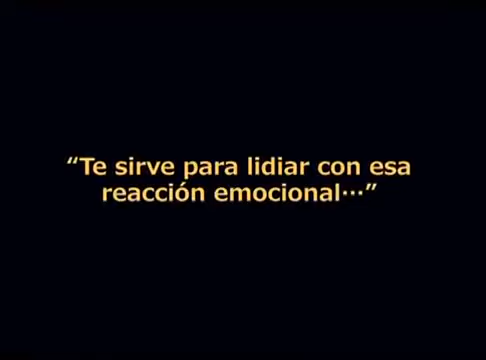 “Te sirve para lidiar con esa
reacción emocional⋯”